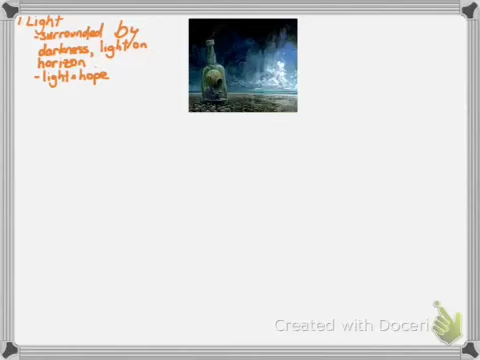 1. Light
- surrounded by
darkness, light on
horizon.
- light = hope
Created with Doceri